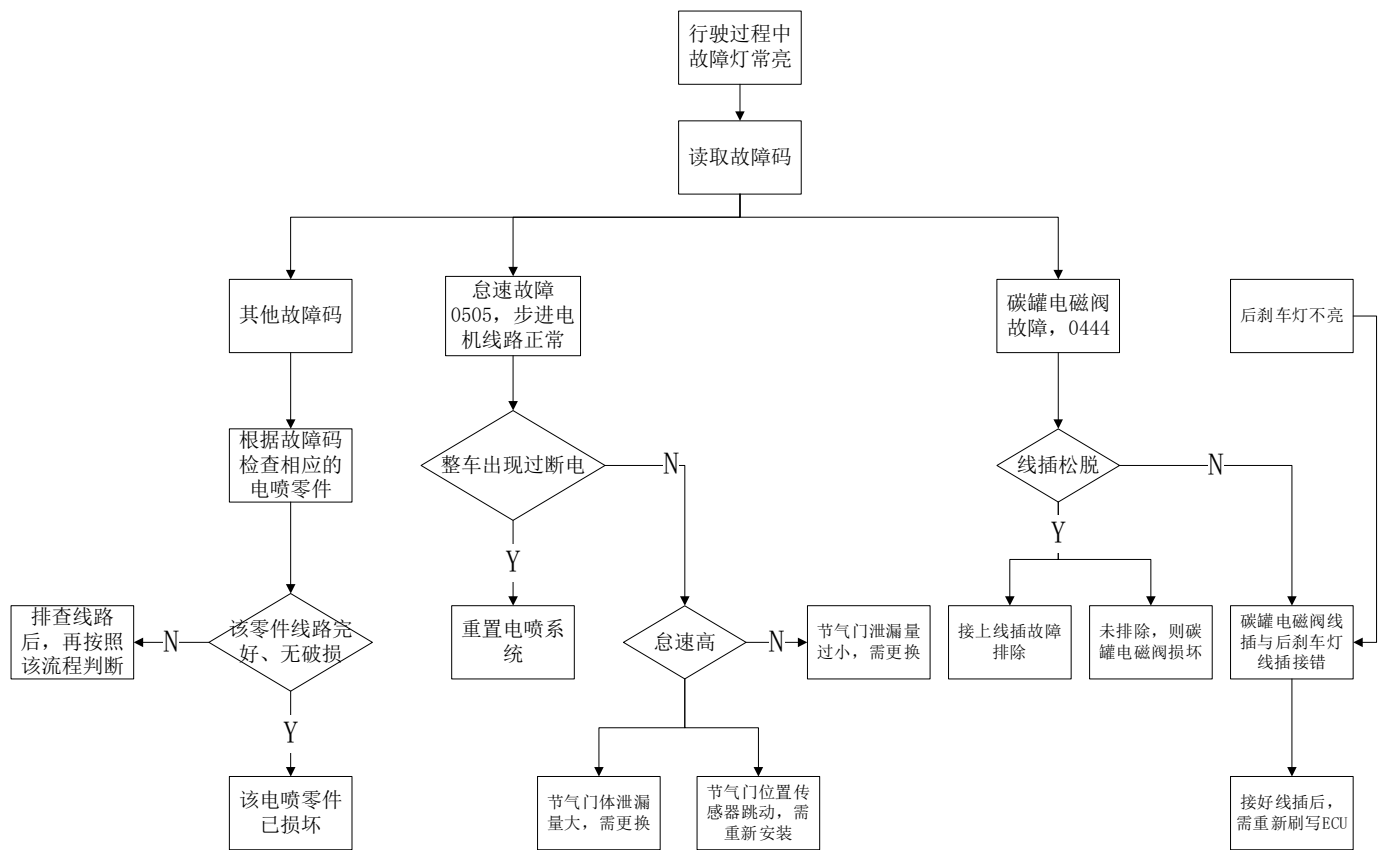 行驶过程中
故障灯常亮
读取故障码
其他故障码
怠速故障
0505，步进电
机线路正常
碳罐电磁阀
故障，0444
后刹车灯不亮
根据故障码
检查相应的
电喷零件
整车出现过断电
N
线插松脱
N
Y
Y
排查线路
后，再按照
该流程判断
N
该零件线路完
好、无破损
重置电喷系
统
怠速高
N
节气门泄漏量
过小，需更换
接上线插故障
排除
未排除，则碳
罐电磁阀损坏
碳罐电磁阀线
插与后刹车灯
线插接错
Y
该电喷零件
已损坏
节气门体泄漏
量大，需更换
节气门位置传
感器跳动，需
重新安装
接好线插后，
需重新刷写ECU